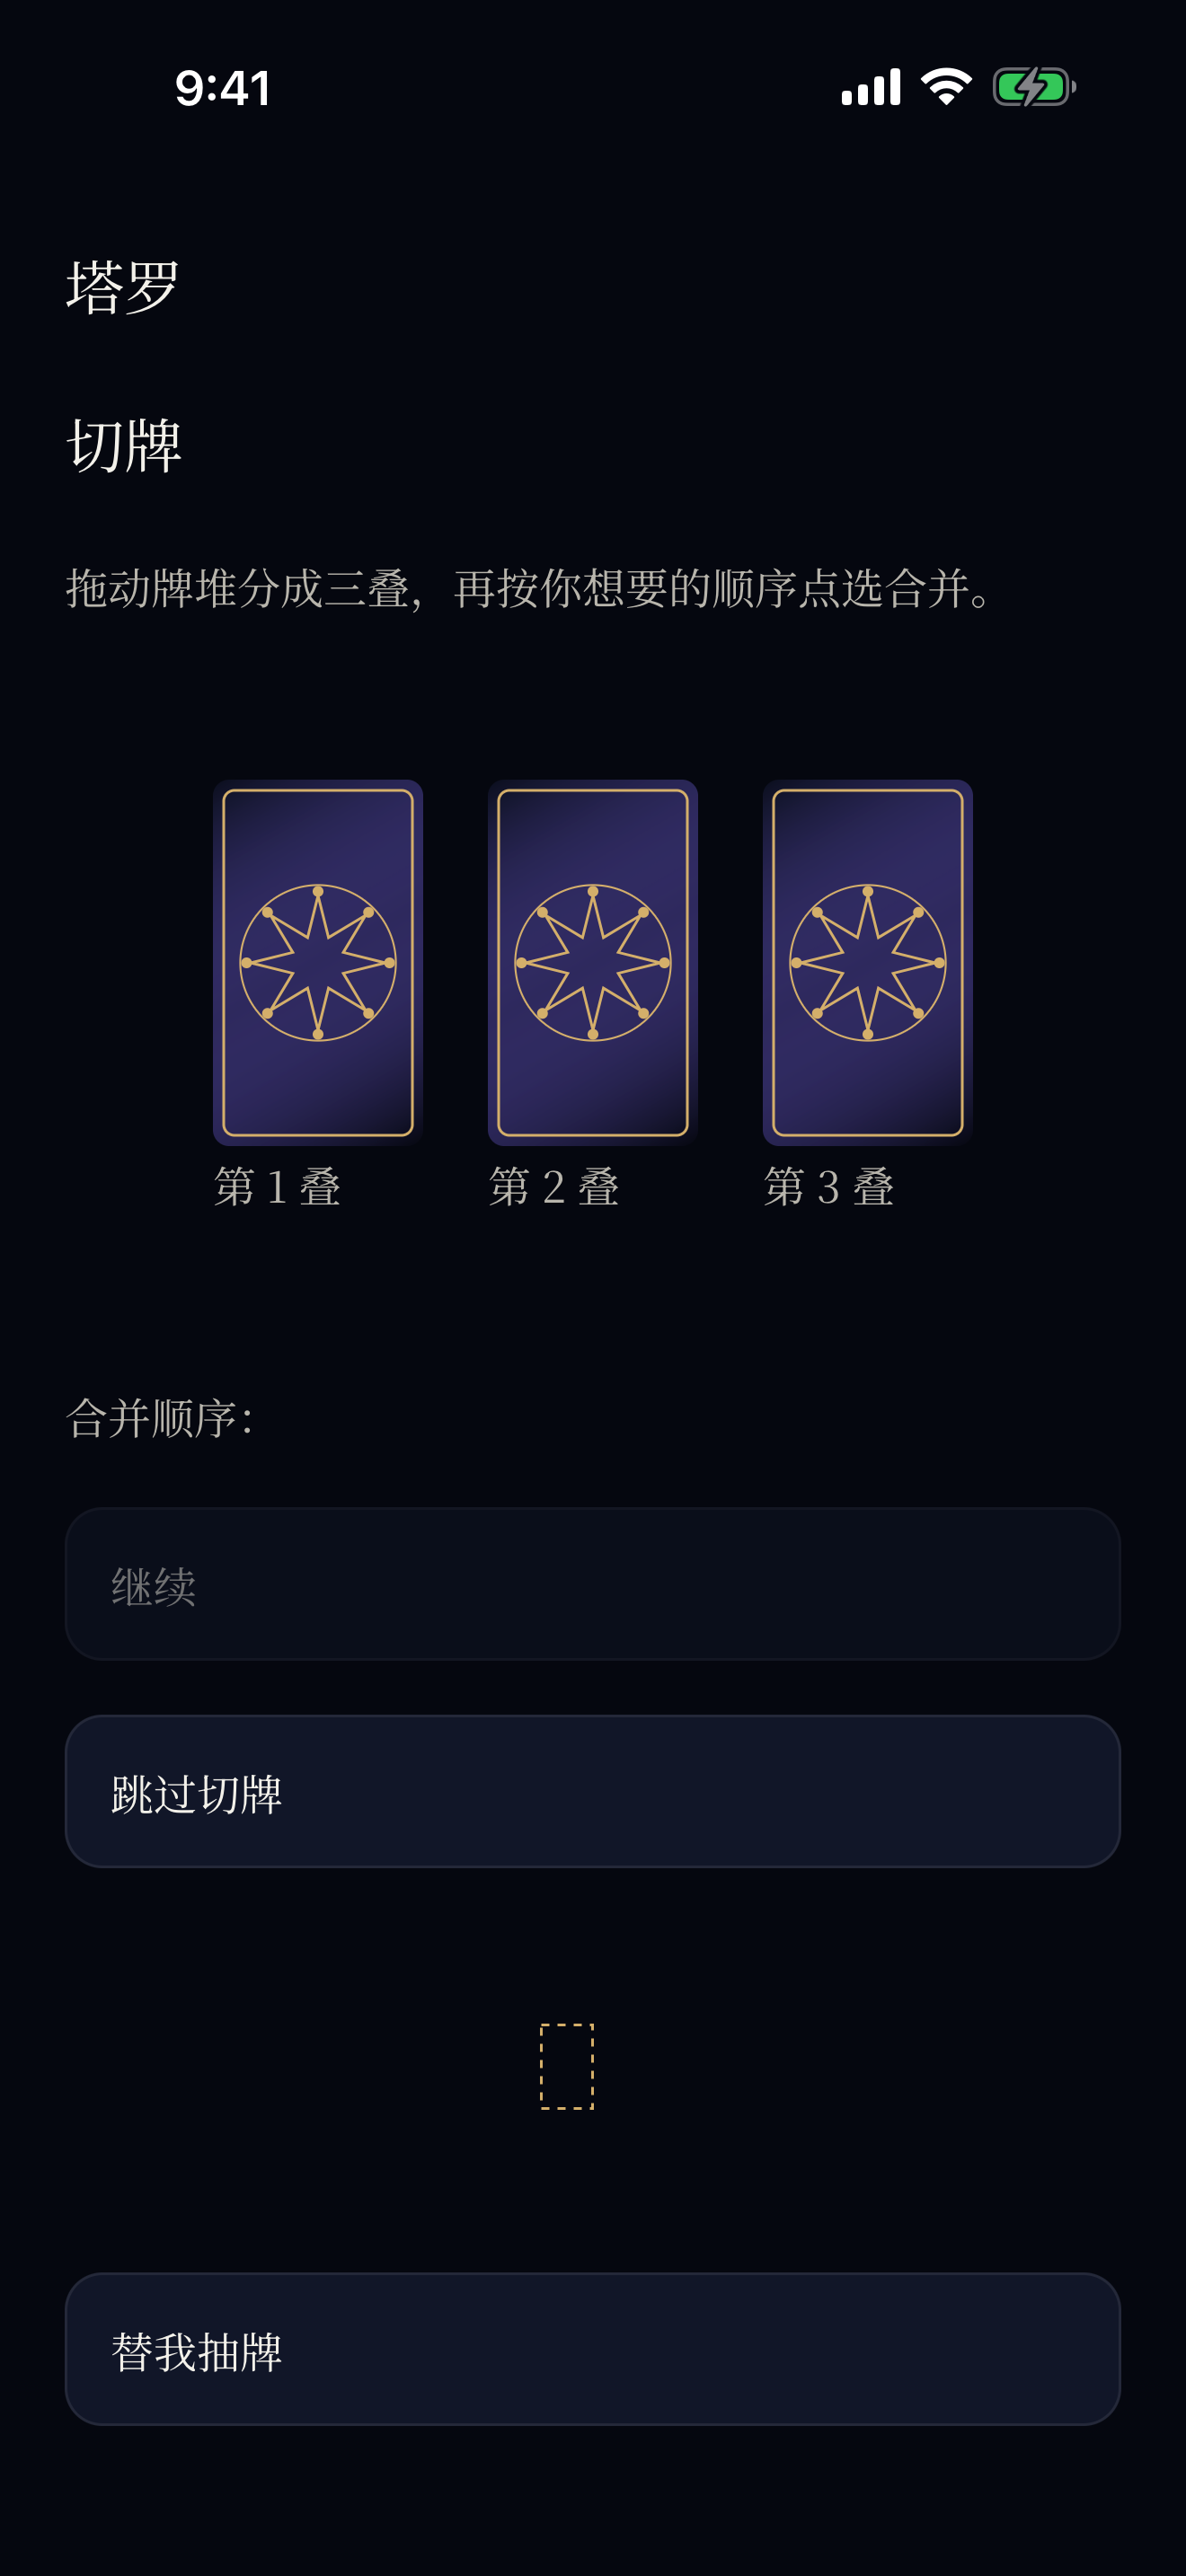 9:41
塔罗
切牌
拖动牌堆分成三叠，再按你想要的顺序点选合并。
第 1 叠
第 2 叠
第 3 叠
合并顺序：
继续
跳过切牌
替我抽牌